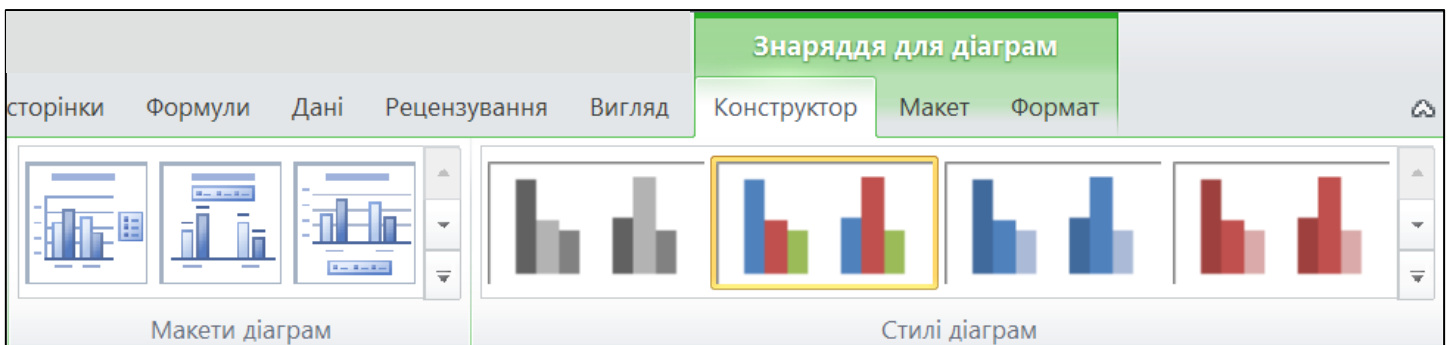 Знаряддя для діаграм
сторінки Формули Дані Рецензування Вигляд Конструктор Макет Формат
Макети діаграм Стилі діаграм